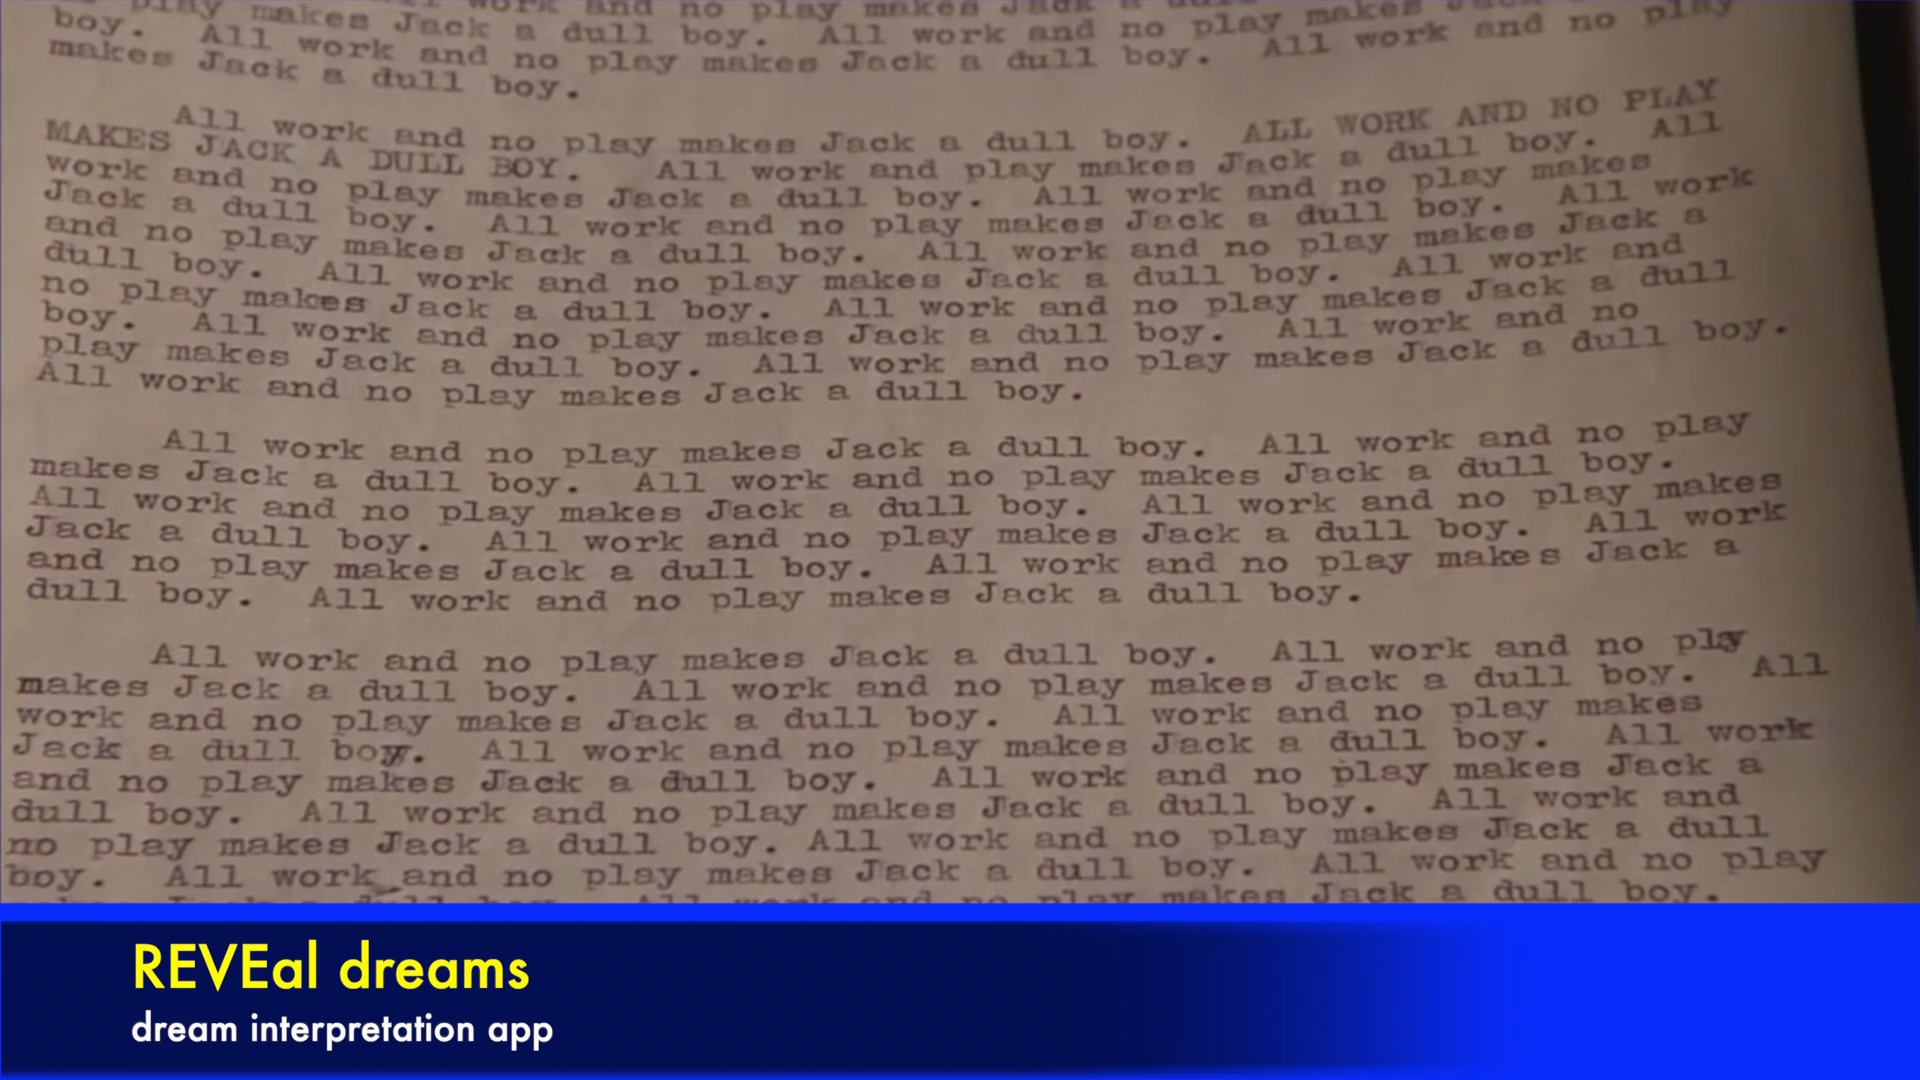 play makes Jack a dull boy. All work and no play makes Jack a dull
boy. All work and no play makes Jack a dull boy. All work and no play
makes Jack a dull boy.
All work and no play makes Jack a dull boy. ALL WORK AND NO PLAY
MAKES JACK A DULL BOY. All work and play makes Jack a dull boy. All
work and no play makes Jack a dull boy. All work and no play makes
Jack a dull boy. All work and no play makes Jack a dull boy. All work
and no play makes Jack a dull boy. All work and no play makes Jack a
dull boy. All work and no play makes Jack a dull boy. All work and
no play makes Jack a dull boy. All work and no play makes Jack a dull
boy. All work and no play makes Jack a dull boy. All work and no
play makes Jack a dull boy. All work and no play makes Jack a dull boy.
All work and no play makes Jack a dull boy.
All work and no play makes Jack a dull boy. All work and no play
makes Jack a dull boy. All work and no play makes Jack a dull boy.
All work and no play makes Jack a dull boy. All work and no play makes
Jack a dull boy. All work and no play makes Jack a dull boy. All work
and no play makes Jack a dull boy. All work and no play makes Jack a
dull boy. All work and no play makes Jack a dull boy.
All work and no play makes Jack a dull boy. All work and no play
makes Jack a dull boy. All work and no play makes Jack a dull boy. All
work and no play makes Jack a dull boy. All work and no play makes
Jack a dull boy. All work and no play makes Jack a dull boy. All work
and no play makes Jack a dull boy. All work and no play makes Jack a
dull boy. All work and no play makes Jack a dull boy. All work and
no play makes Jack a dull boy. All work and no play makes Jack a dull
boy. All work and no play makes Jack a dull boy. All work and no play
makes Jack a dull boy. All work and no play makes Jack a dull boy.
REVEal dreams
dream interpretation app